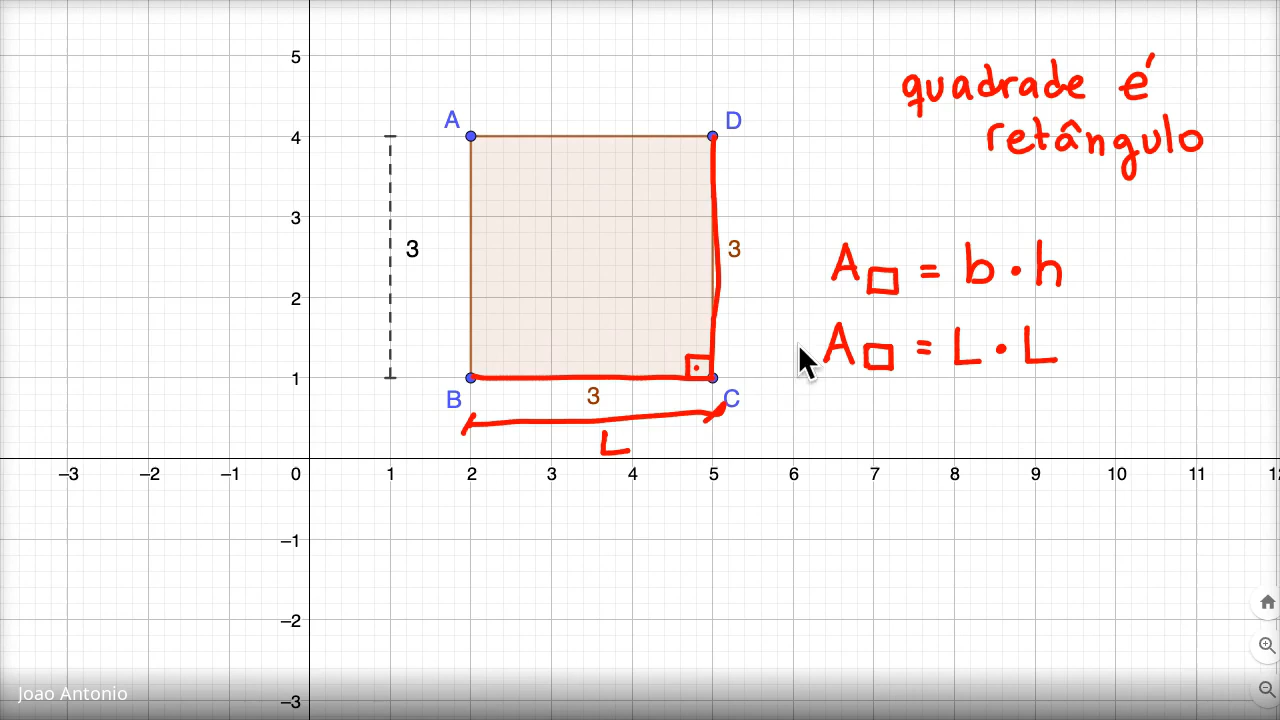 quadrade é
retângulo
5
A
D
4
3
3
3
A□ = b · h
2
A□ = L · L
1
B
3
C
L
–3 –2 –1 0 1 2 3 4 5 6 7 8 9 10 11
–1
–2
–3
Joao Antonio